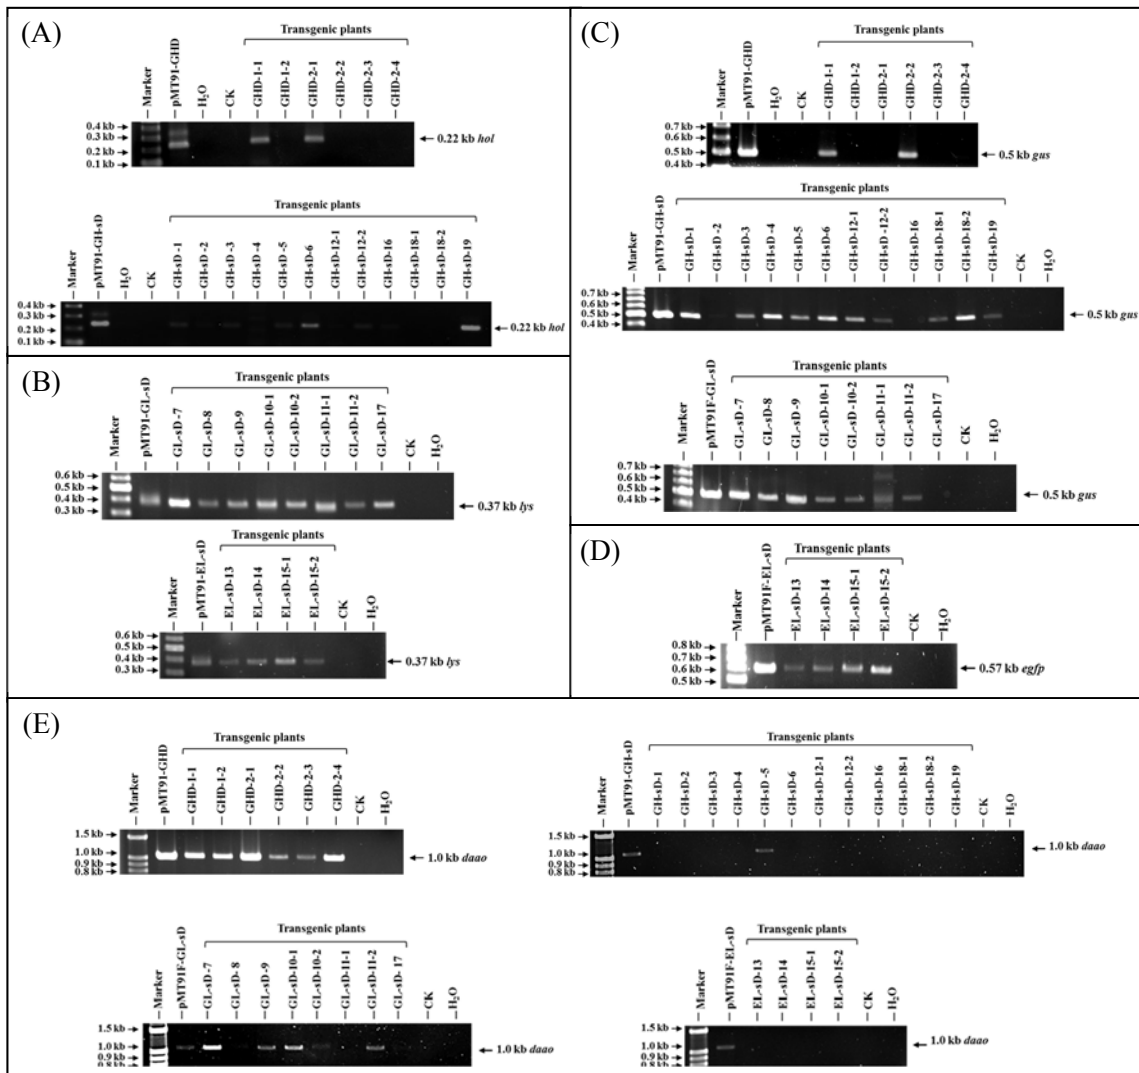 (A)
Transgenic plants
Marker
pMT91-GHD
H2O
CK
GHD-1-1
GHD-1-2
GHD-2-1
GHD-2-2
GHD-2-3
GHD-2-4
0.4 kb
0.3 kb
0.2 kb
0.1 kb
0.22 kb hol
Transgenic plants
Marker
pMT91-GH-sD
H2O
CK
GH-sD -1
GH-sD -2
GH-sD -3
GH-sD -4
GH-sD -5
GH-sD-6
GH-sD-12-1
GH-sD-12-2
GH-sD-16
GH-sD-18-1
GH-sD-18-2
GH-sD-19
0.4 kb
0.3 kb
0.2 kb
0.1 kb
0.22 kb hol
(B)
Transgenic plants
Marker
pMT91-GL-sD
GL-sD -7
GL-sD-8
GL-sD-9
GL-sD-10-1
GL-sD-10-2
GL-sD-11-1
GL-sD-11-2
GL-sD-17
CK
H2O
0.6 kb
0.5 kb
0.4 kb
0.3 kb
0.37 kb lys
Transgenic plants
Marker
pMT91-EL-sD
EL-sD-13
EL-sD-14
EL-sD-15-1
EL-sD-15-2
CK
H2O
0.6 kb
0.5 kb
0.4 kb
0.3 kb
0.37 kb lys
(C)
Transgenic plants
Marker
pMT91-GHD
H2O
CK
GHD-1-1
GHD-1-2
GHD-2-1
GHD-2-2
GHD-2-3
GHD-2-4
0.7 kb
0.6 kb
0.5 kb
0.4 kb
0.5 kb gus
Transgenic plants
Marker
pMT91-GH-sD
GH-sD-1
GH-sD -2
GH-sD-3
GH-sD -4
GH-sD-5
GH-sD-6
GH-sD-12-1
GH-sD -12-2
GH-sD-16
GH-sD-18-1
GH-sD-18-2
GH-sD-19
CK
H2O
0.7 kb
0.6 kb
0.5 kb
0.4 kb
0.5 kb gus
Transgenic plants
Marker
pMT91F-GL-sD
GL-sD-7
GL-sD-8
GL-sD -9
GL-sD-10-1
GL-sD -10-2
GL-sD-11-1
GL-sD-11-2
GL-sD-17
CK
H2O
0.7 kb
0.6 kb
0.5 kb
0.4 kb
0.5 kb gus
(D)
Transgenic plants
Marker
pMT91F-EL-sD
EL-sD-13
EL-sD-14
EL-sD-15-1
EL-sD-15-2
CK
H2O
0.8 kb
0.7 kb
0.6 kb
0.5 kb
0.57 kb egfp
(E)
Transgenic plants
Marker
pMT91-GHD
GHD-1-1
GHD-1-2
GHD-2-1
GHD-2-2
GHD-2-3
GHD-2-4
CK
H2O
1.5 kb
1.0 kb
0.9 kb
0.8 kb
1.0 kb daao
Transgenic plants
Marker
pMT91-GH-sD
GH-sD-1
GH-sD-2
GH-sD-3
GH-sD-4
GH-sD -5
GH-sD-6
GH-sD-12-1
GH-sD-12-2
GH-sD-16
GH-sD-18-1
GH-sD-18-2
GH-sD-19
CK
H2O
1.5 kb
1.0 kb
0.9 kb
0.8 kb
1.0 kb daao
Transgenic plants
Marker
pMT91F-GL-sD
GL-sD -7
GL-sD- 8
GL-sD-9
GL-sD-10-1
GL-sD-10-2
GL-sD-11-1
GL-sD-11-2
GL-sD- 17
CK
H2O
1.5 kb
1.0 kb
0.9 kb
0.8 kb
1.0 kb daao
Transgenic plants
Marker
pMT91F-EL-sD
EL-sD-13
EL-sD-14
EL-sD-15-1
EL-sD-15-2
CK
H2O
1.5 kb
1.0 kb
0.9 kb
0.8 kb
1.0 kb daao